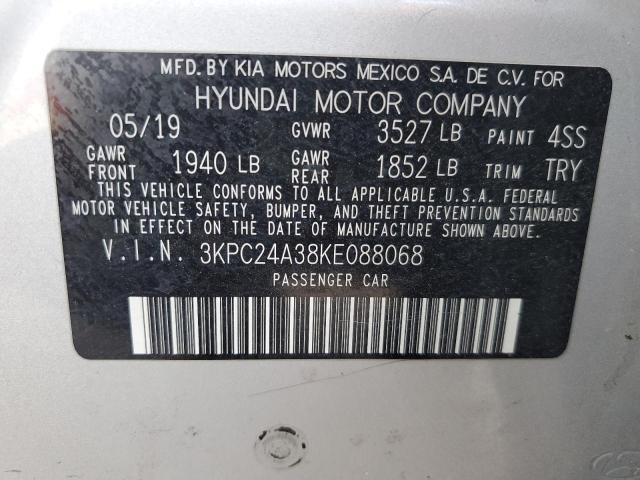 MFD. BY KIA MOTORS MEXICO S.A. DE C.V. FOR
HYUNDAI MOTOR COMPANY
05/19 GVWR 3527 LB PAINT 4SS
GAWR FRONT 1940 LB GAWR REAR 1852 LB TRIM TRY
THIS VEHICLE CONFORMS TO ALL APPLICABLE U.S.A. FEDERAL
MOTOR VEHICLE SAFETY, BUMPER, AND THEFT PREVENTION STANDARDS
IN EFFECT ON THE DATE OF MANUFACTURE SHOWN ABOVE.
V.I.N. 3KPC24A38KE088068
PASSENGER CAR